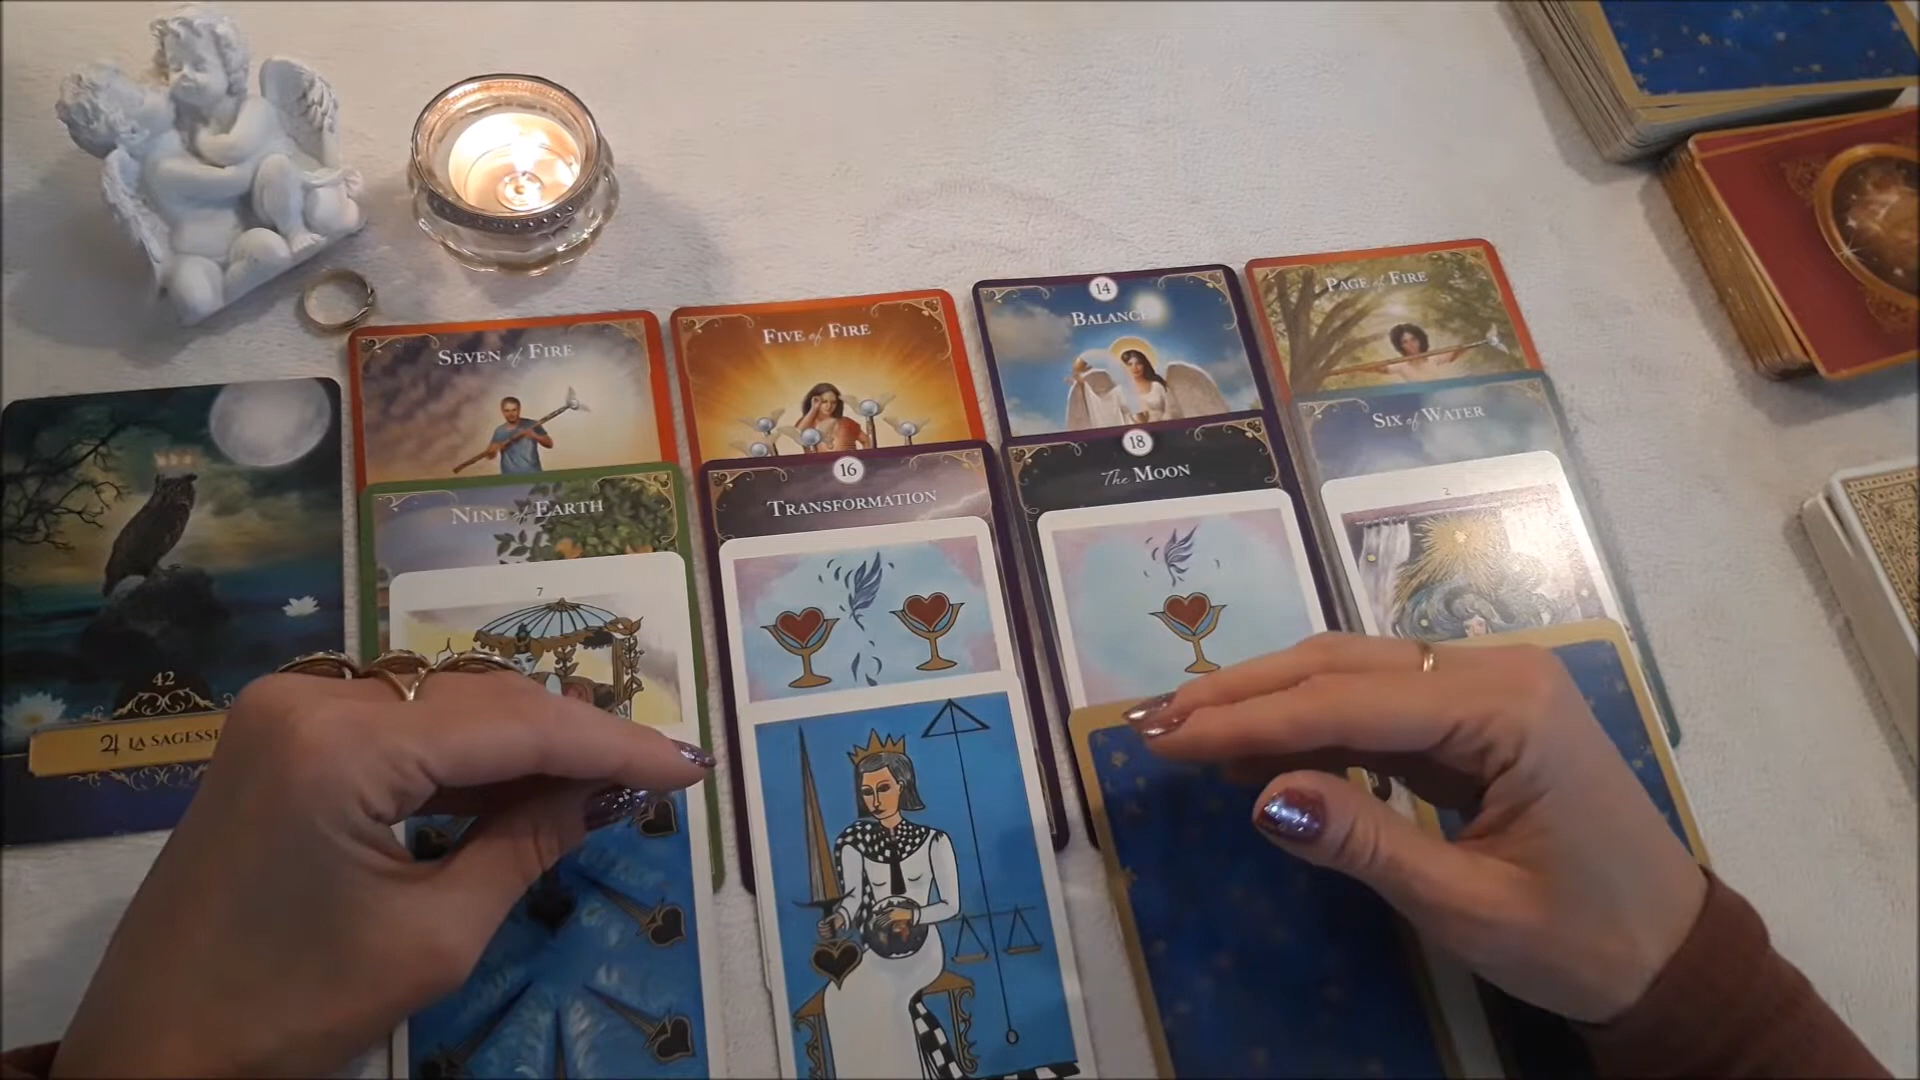 SEVEN of FIRE
FIVE of FIRE
14
BALANCE
PAGE of FIRE
NINE of EARTH
16
TRANSFORMATION
18
The MOON
SIX of WATER
7
2
42
♃ LA SAGESSE